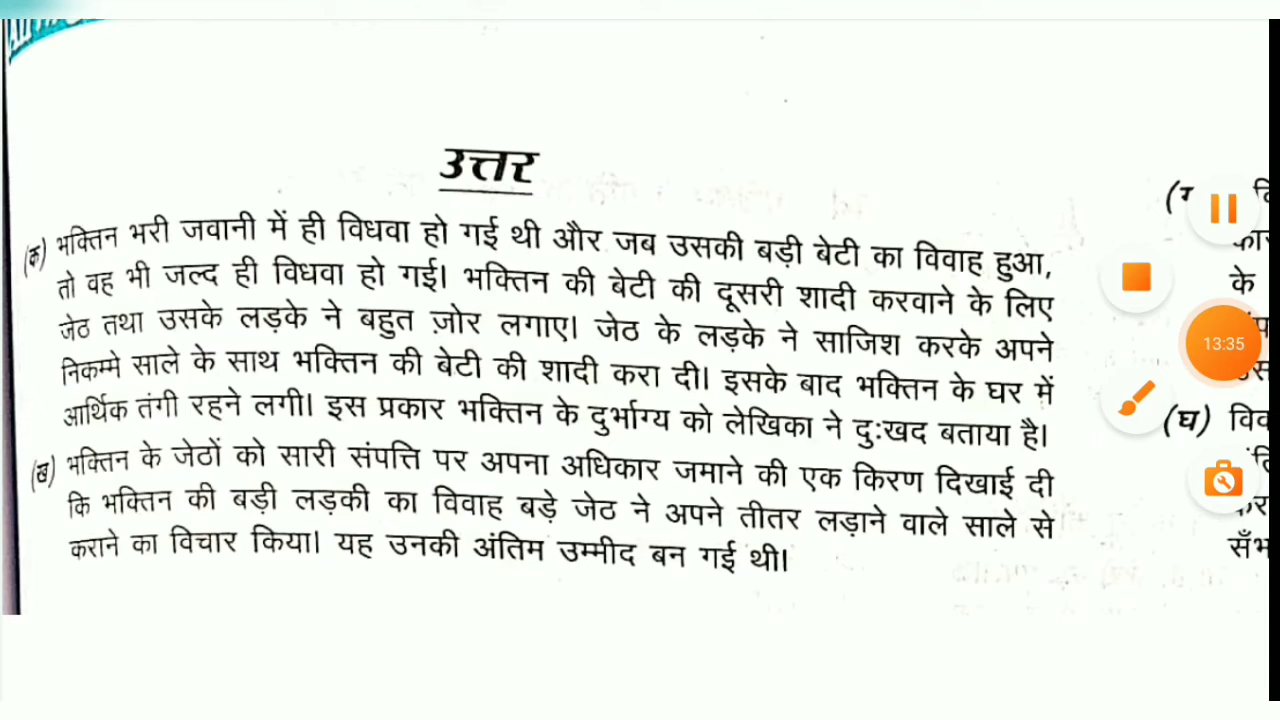 उत्तर
(क) भक्तिन भरी जवानी में ही विधवा हो गई थी और जब उसकी बड़ी बेटी का विवाह हुआ,
तो वह भी जल्द ही विधवा हो गई। भक्तिन की बेटी की दूसरी शादी करवाने के लिए
जेठ तथा उसके लड़के ने बहुत ज़ोर लगाए। जेठ के लड़के ने साजिश करके अपने
निकम्मे साले के साथ भक्तिन की बेटी की शादी करा दी। इसके बाद भक्तिन के घर में
आर्थिक तंगी रहने लगी। इस प्रकार भक्तिन के दुर्भाग्य को लेखिका ने दुःखद बताया है।
(ख) भक्तिन के जेठों को सारी संपत्ति पर अपना अधिकार जमाने की एक किरण दिखाई दी
कि भक्तिन की बड़ी लड़की का विवाह बड़े जेठ ने अपने तीतर लड़ाने वाले साले से
कराने का विचार किया। यह उनकी अंतिम उम्मीद बन गई थी।
के
13:35
(घ)